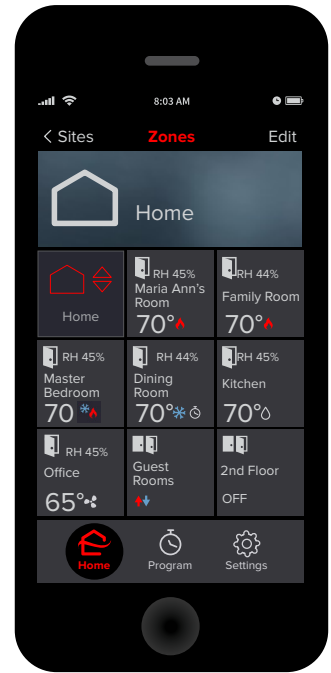 8:03 AM
Sites Zones Edit
Home
Home
RH 45%
Maria Ann's
Room
70°
RH 44%
Family Room
70°
RH 45%
Master
Bedroom
70
RH 44%
Dining
Room
70°
RH 45%
Kitchen
70°
RH 45%
Office
65°
Guest
Rooms
2nd Floor
OFF
Home Program Settings